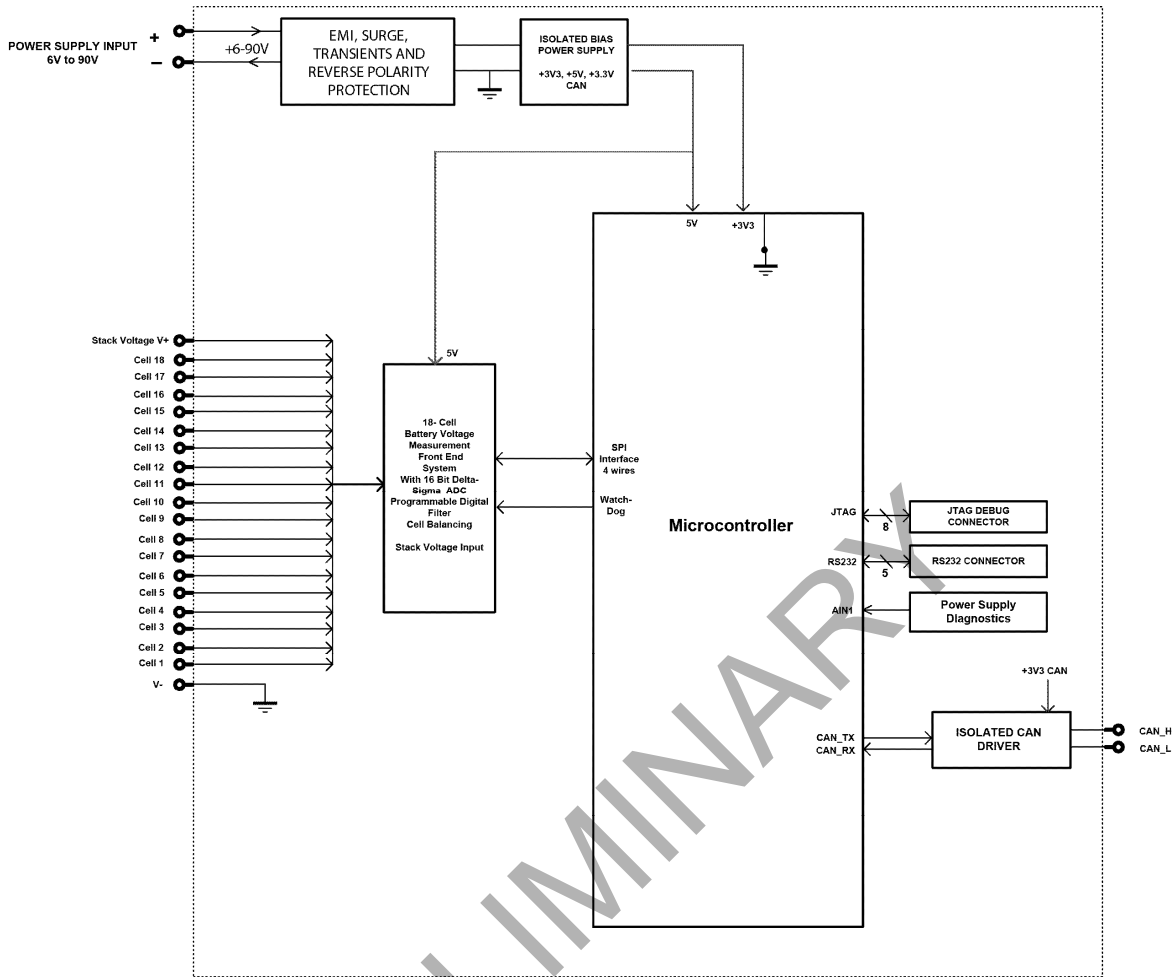 POWER SUPPLY INPUT
6V to 90V
+
–
+6-90V
EMI, SURGE,
TRANSIENTS AND
REVERSE POLARITY
PROTECTION
ISOLATED BIAS
POWER SUPPLY
+3V3, +5V, +3.3V
CAN
5V
+3V3
Stack Voltage V+
Cell 18
Cell 17
Cell 16
Cell 15
Cell 14
Cell 13
Cell 12
Cell 11
Cell 10
Cell 9
Cell 8
Cell 7
Cell 6
Cell 5
Cell 4
Cell 3
Cell 2
Cell 1
V-
5V
18- Cell
Battery Voltage
Measurement
Front End
System
With 16 Bit Delta-
Sigma ADC
Programmable Digital
Filter
Cell Balancing
Stack Voltage Input
SPI
Interface
4 wires
Watch-
Dog
Microcontroller
JTAG
8
JTAG DEBUG
CONNECTOR
RS232
5
RS232 CONNECTOR
AIN1
Power Supply
Diagnostics
+3V3 CAN
CAN_TX
CAN_RX
ISOLATED CAN
DRIVER
CAN_H
CAN_L
LIMINARY